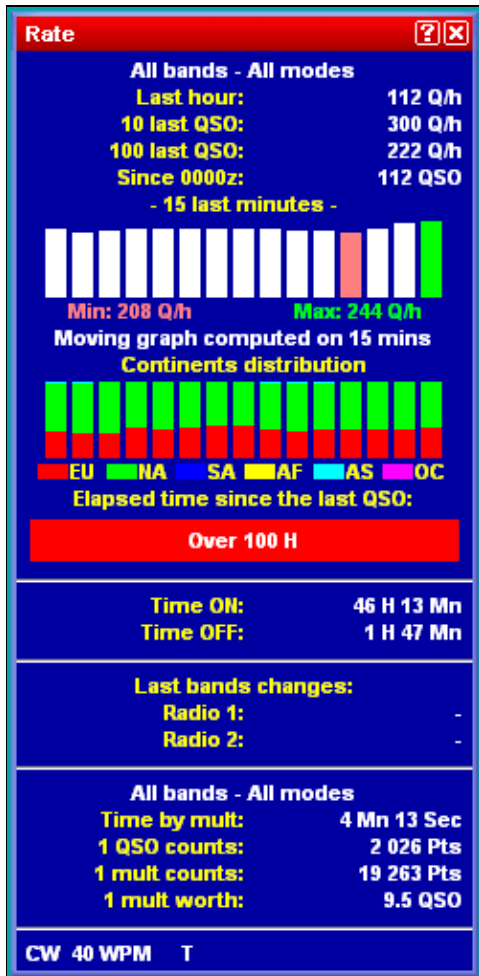 Rate ? X
All bands - All modes
Last hour: 112 Q/h
10 last QSO: 300 Q/h
100 last QSO: 222 Q/h
Since 0000z: 112 QSO
- 15 last minutes -
Min: 208 Q/h Max: 244 Q/h
Moving graph computed on 15 mins
Continents distribution
EU NA SA AF AS OC
Elapsed time since the last QSO:
Over 100 H
Time ON: 46 H 13 Mn
Time OFF: 1 H 47 Mn
Last bands changes:
Radio 1: -
Radio 2: -
All bands - All modes
Time by mult: 4 Mn 13 Sec
1 QSO counts: 2 026 Pts
1 mult counts: 19 263 Pts
1 mult worth: 9.5 QSO
CW 40 WPM T